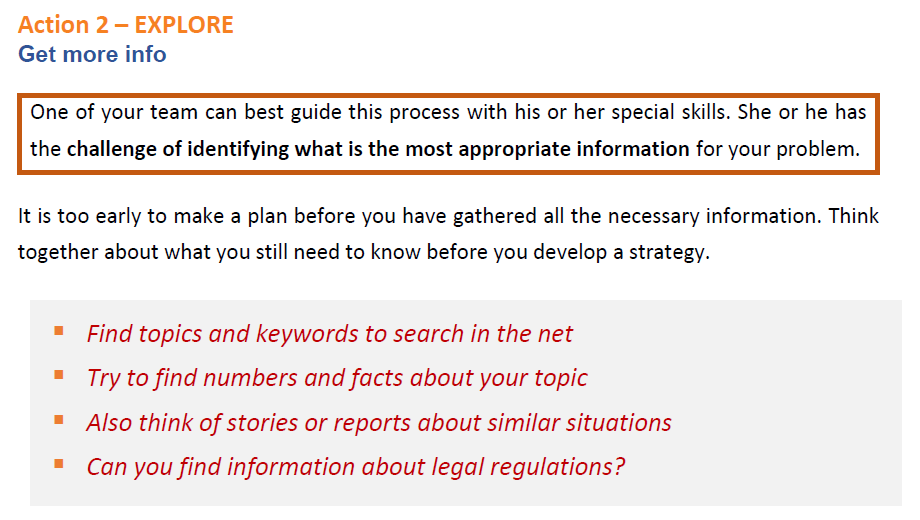 Action 2 – EXPLORE
Get more info
One of your team can best guide this process with his or her special skills. She or he has
the challenge of identifying what is the most appropriate information for your problem.
It is too early to make a plan before you have gathered all the necessary information. Think
together about what you still need to know before you develop a strategy.
▪ Find topics and keywords to search in the net
▪ Try to find numbers and facts about your topic
▪ Also think of stories or reports about similar situations
▪ Can you find information about legal regulations?